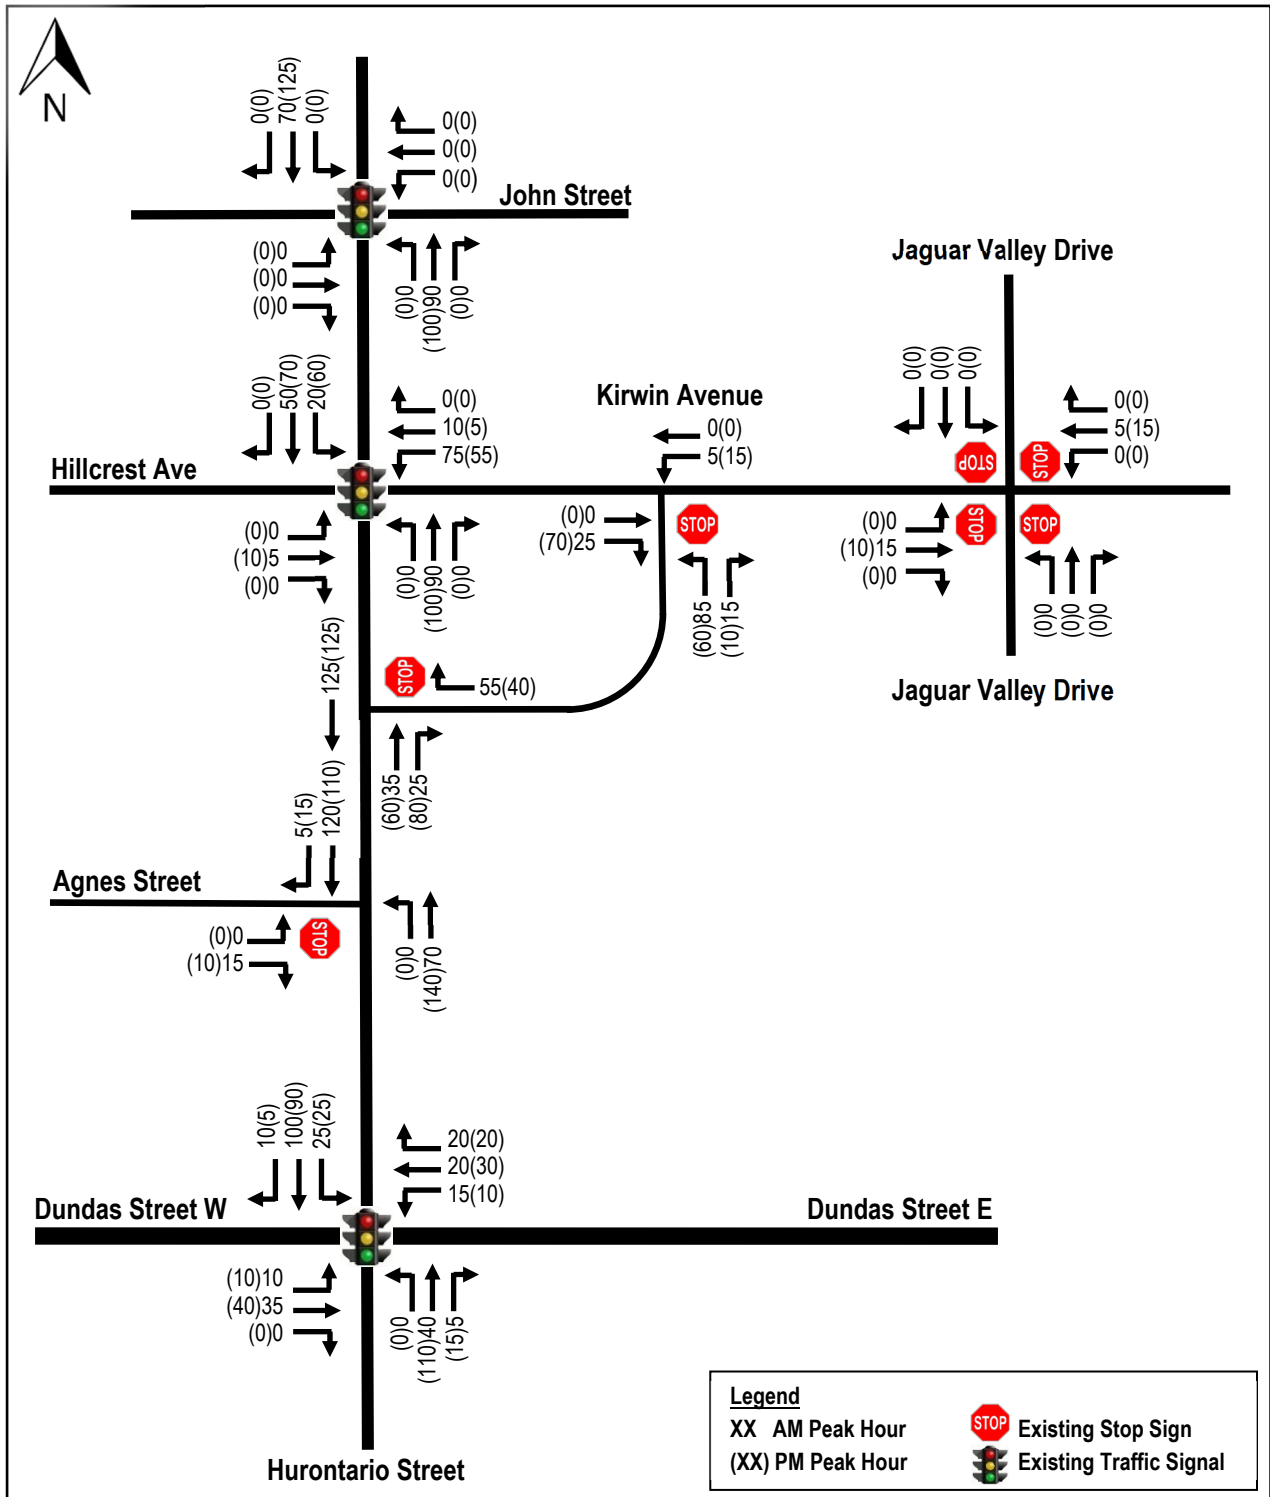 N
0(0)
70(125)
0(0)
0(0)
0(0)
0(0)
John Street
(0)0
(0)0
(0)0
(0)0
(100)90
(0)0
Jaguar Valley Drive
0(0)
50(70)
20(60)
0(0)
10(5)
75(55)
Kirwin Avenue
0(0)
5(15)
0(0)
0(0)
0(0)
0(0)
5(15)
0(0)
STOP
STOP
Hillcrest Ave
(0)0
(10)5
(0)0
(0)0
(100)90
(0)0
(0)0
(70)25
STOP
(60)85
(10)15
(0)0
(10)15
(0)0
STOP
STOP
(0)0
(0)0
(0)0
125(125)
STOP
55(40)
Jaguar Valley Drive
(60)35
(80)25
5(15)
120(110)
Agnes Street
(0)0
(10)15
STOP
(0)0
(140)70
10(5)
100(90)
25(25)
20(20)
20(30)
15(10)
Dundas Street W
Dundas Street E
(10)10
(40)35
(0)0
(0)0
(110)40
(15)5
Hurontario Street
Legend
XX AM Peak Hour
STOP Existing Stop Sign
(XX) PM Peak Hour
Existing Traffic Signal